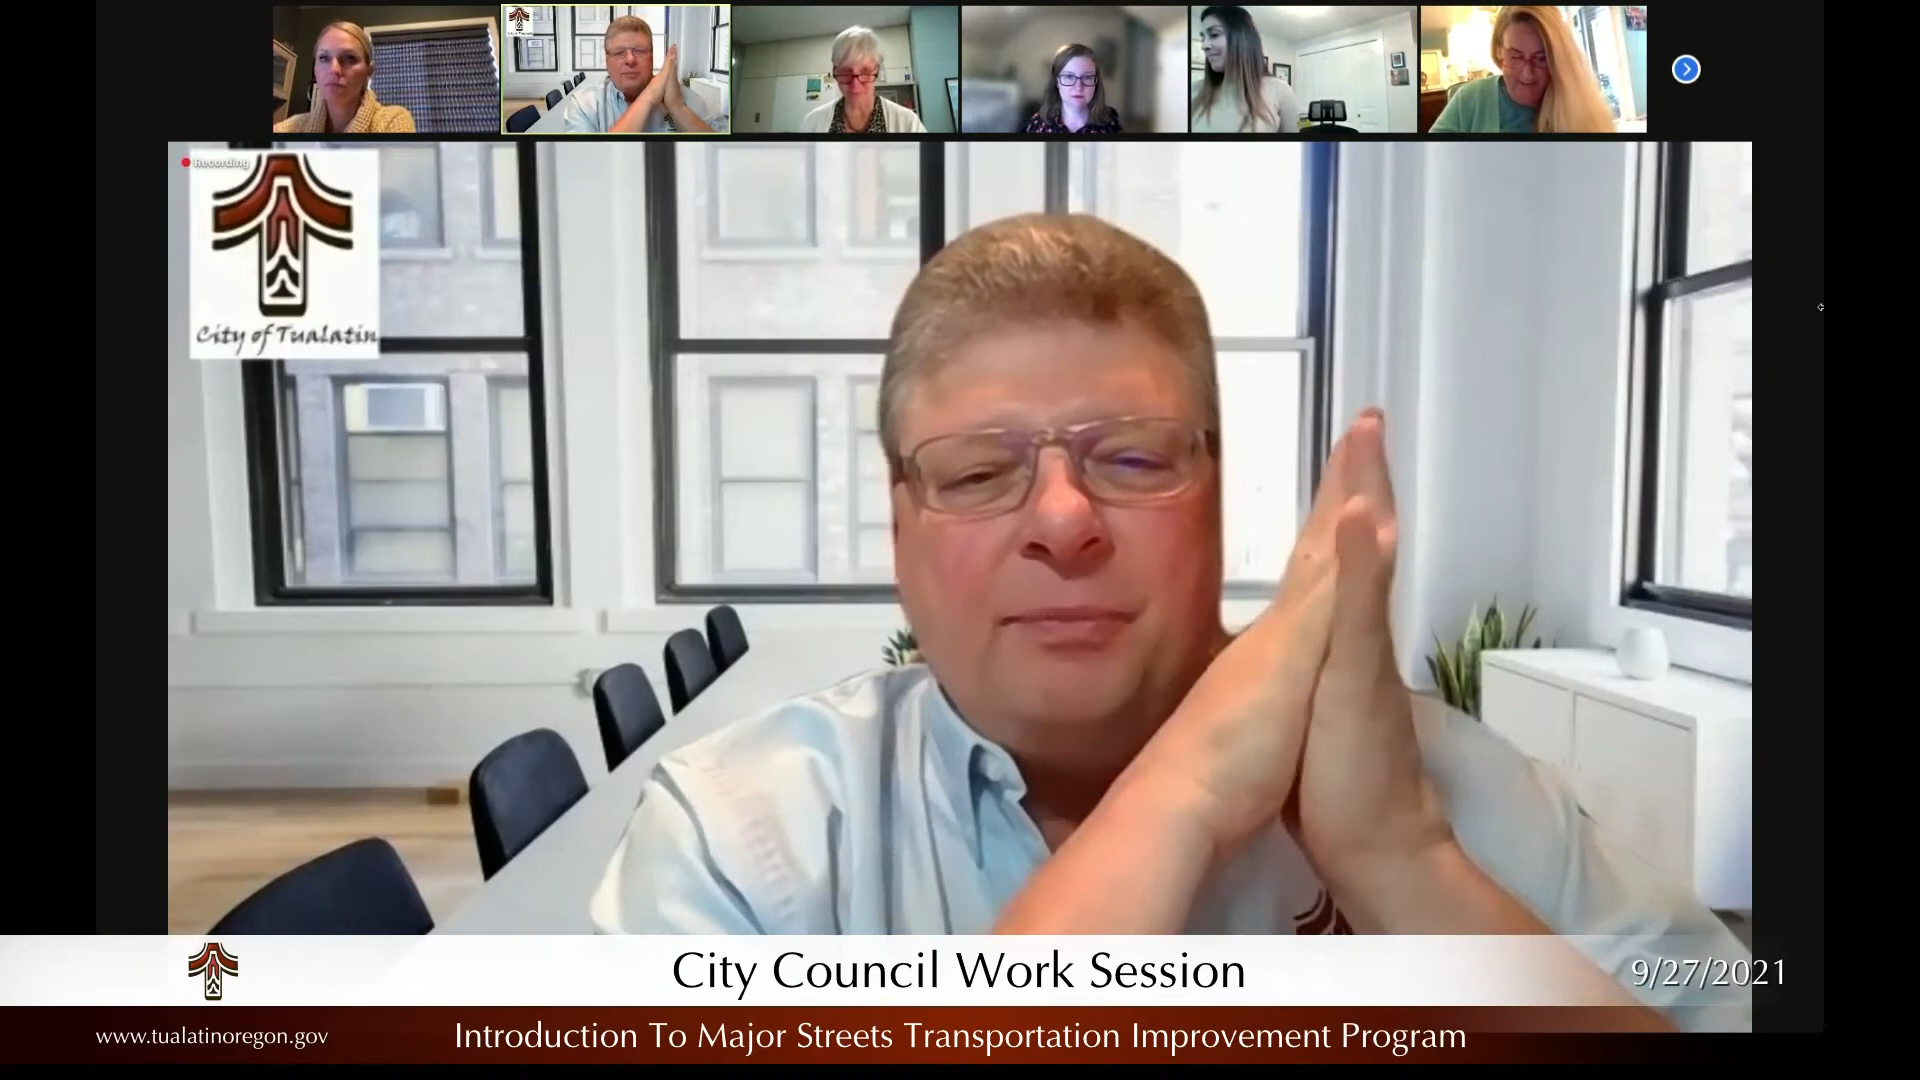 Recording
City of Tualatin
City Council Work Session
9/27/2021
www.tualatinoregon.gov
Introduction To Major Streets Transportation Improvement Program